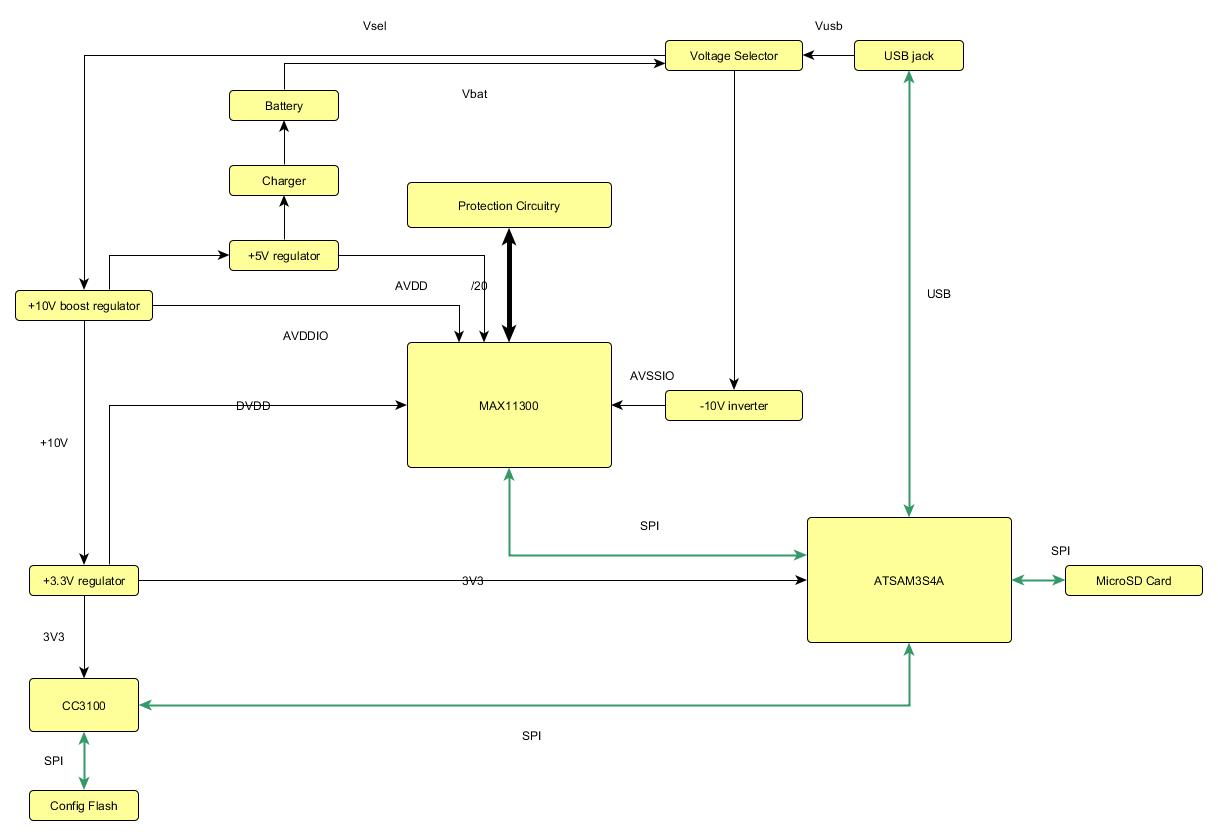 Vsel
Vusb
Voltage Selector
USB jack
Vbat
Battery
Charger
Protection Circuitry
+5V regulator
AVDD
/20
USB
+10V boost regulator
AVDDIO
AVSSIO
DVDD
MAX11300
-10V inverter
+10V
SPI
SPI
+3.3V regulator
3V3
ATSAM3S4A
MicroSD Card
3V3
CC3100
SPI
SPI
Config Flash